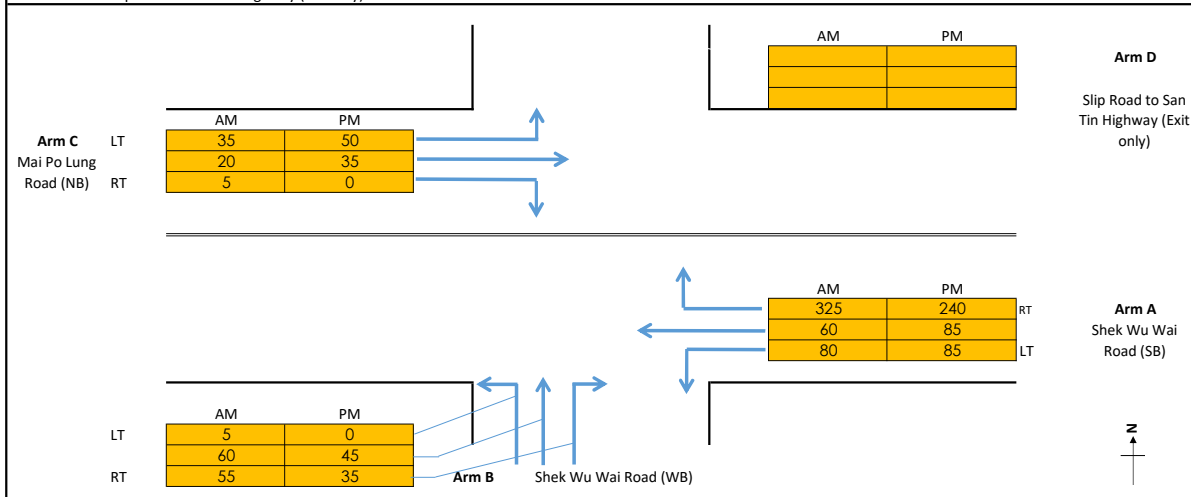 AM PM
Arm D
Slip Road to San
Tin Highway (Exit
only)
AM PM
Arm C LT 35 50
Mai Po Lung 20 35
Road (NB) RT 5 0
AM PM
325 240 RT Arm A
60 85 Shek Wu Wai
80 85 LT Road (SB)
AM PM
LT 5 0
60 45
RT 55 35 Arm B Shek Wu Wai Road (WB)
N